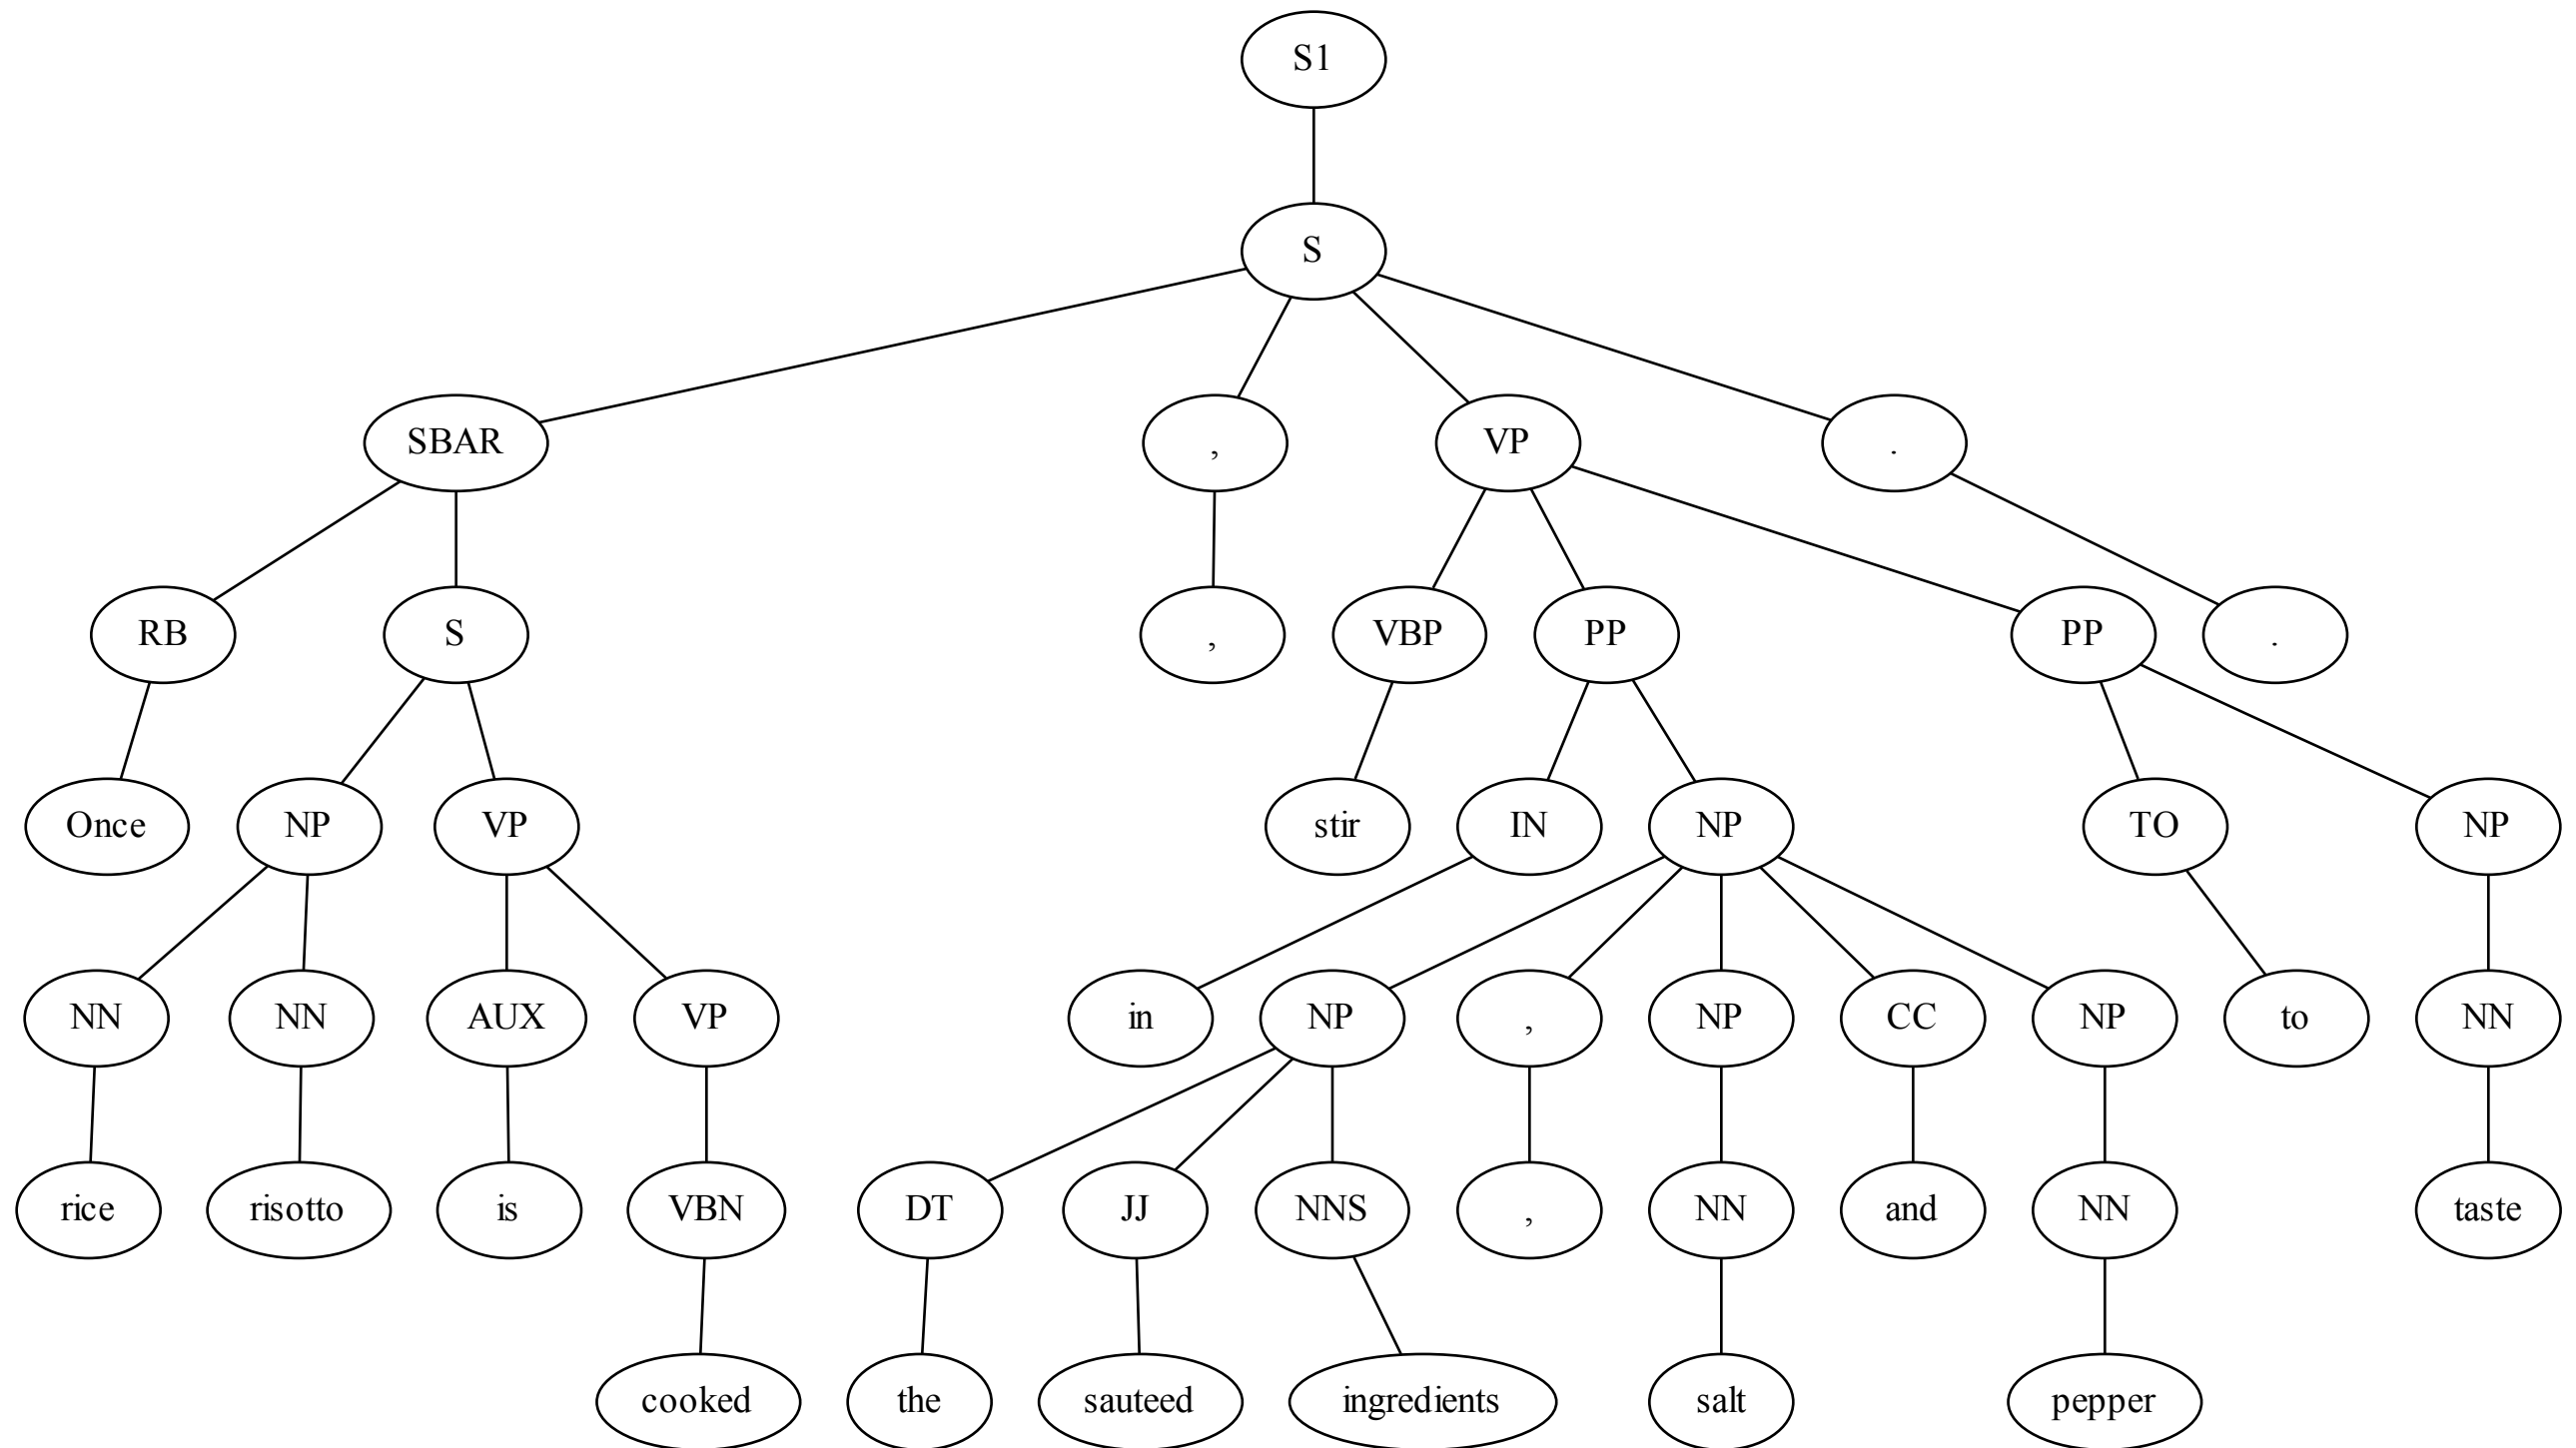 S1
S
SBAR , VP .
RB S , VBP PP PP .
Once NP VP stir IN NP TO NP
NN NN AUX VP in NP , NP CC NP to NN
rice risotto is VBN DT JJ NNS , NN and NN taste
cooked the sauteed ingredients salt pepper